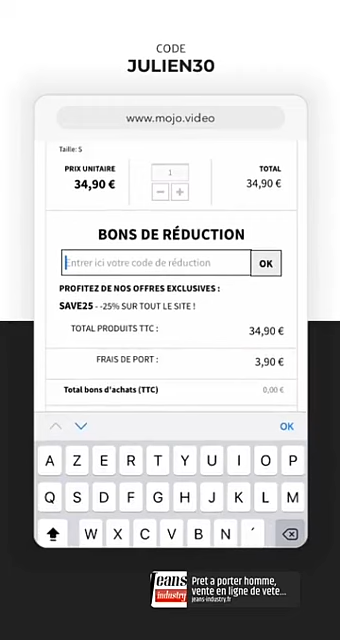 CODE
JULIEN30
www.mojo.video
Taille: S
PRIX UNITAIRE
34,90 €
1
TOTAL
34,90 €
BONS DE RÉDUCTION
Entrer ici votre code de réduction
OK
PROFITEZ DE NOS OFFRES EXCLUSIVES :
SAVE25 - -25% SUR TOUT LE SITE !
TOTAL PRODUITS TTC : 34,90 €
FRAIS DE PORT : 3,90 €
Total bons d'achats (TTC) 0,00 €
OK
A Z E R T Y U I O P
Q S D F G H J K L M
W X C V B N ´
Jeans
industry
Pret a porter homme,
vente en ligne de vete...
jeans-industry.fr